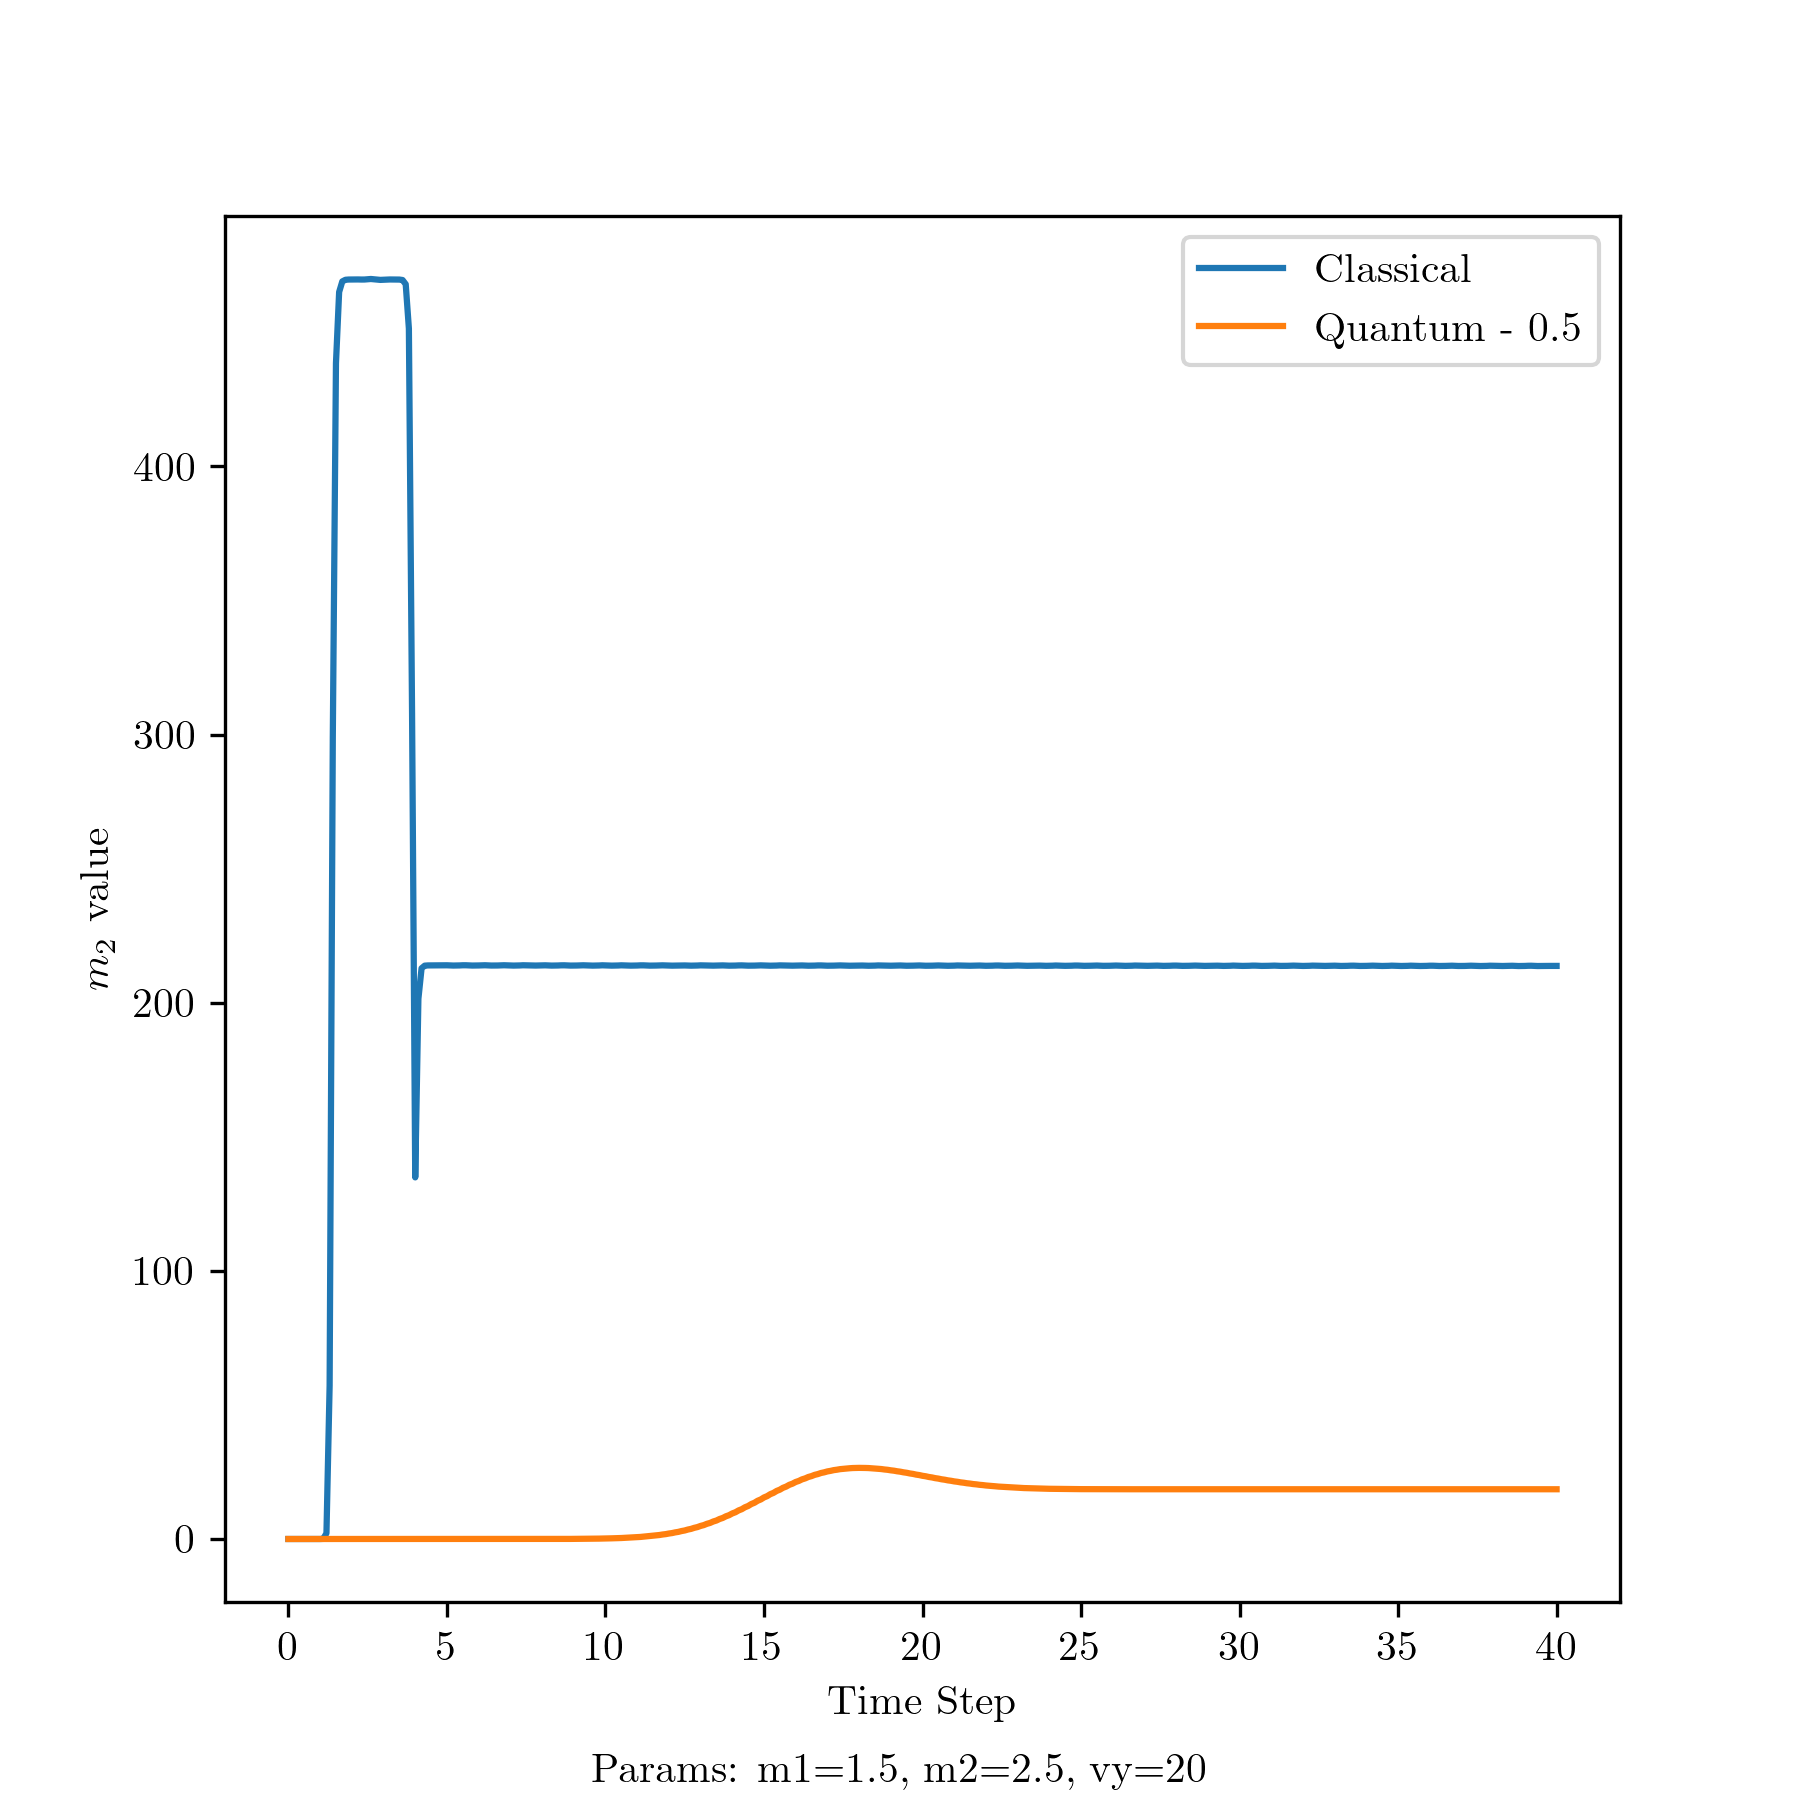 Classical
Quantum - 0.5
400
300
200
100
0
m₂ value
0 5 10 15 20 25 30 35 40
Time Step
Params: m1=1.5, m2=2.5, vy=20